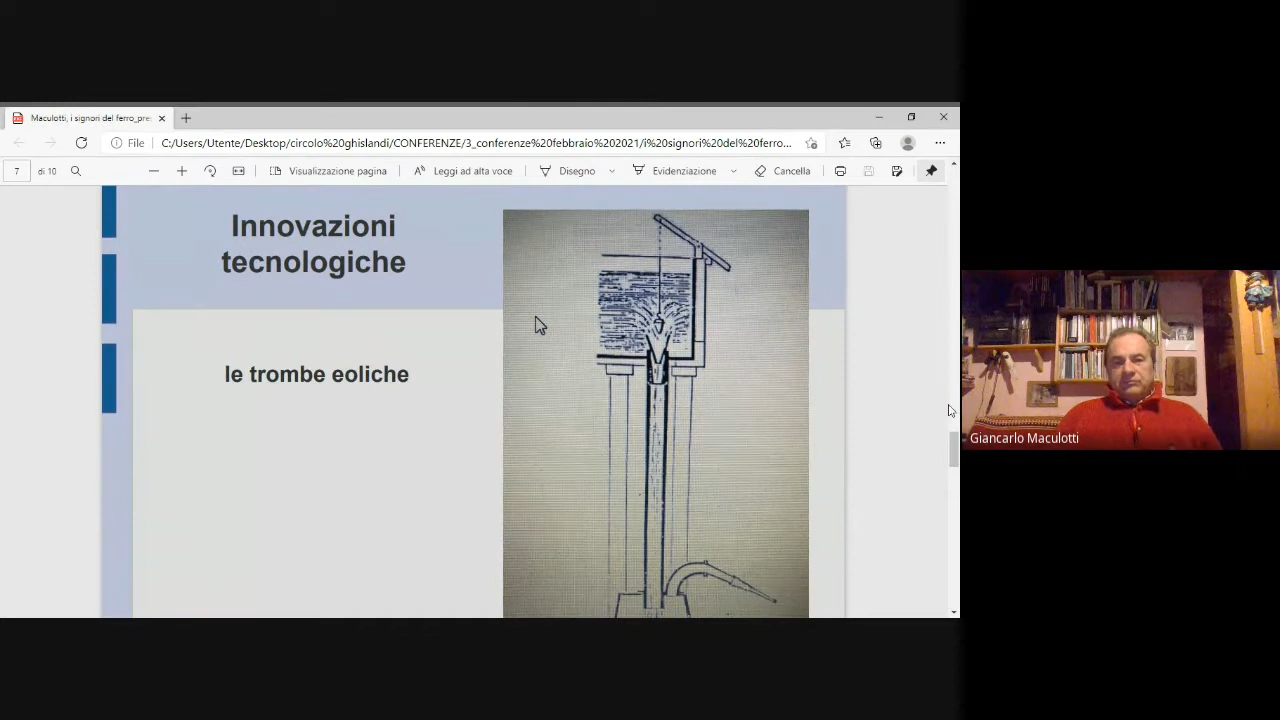 Maculotti, i signori del ferro_pre
File
C:/Users/Utente/Desktop/circolo%20ghislandi/CONFERENZE/3_conferenze%20febbraio%202021/i%20signori%20del%20ferro...
7 di 10
Visualizzazione pagina
Leggi ad alta voce
Disegno
Evidenziazione
Cancella
Innovazioni
tecnologiche
le trombe eoliche
Giancarlo Maculotti